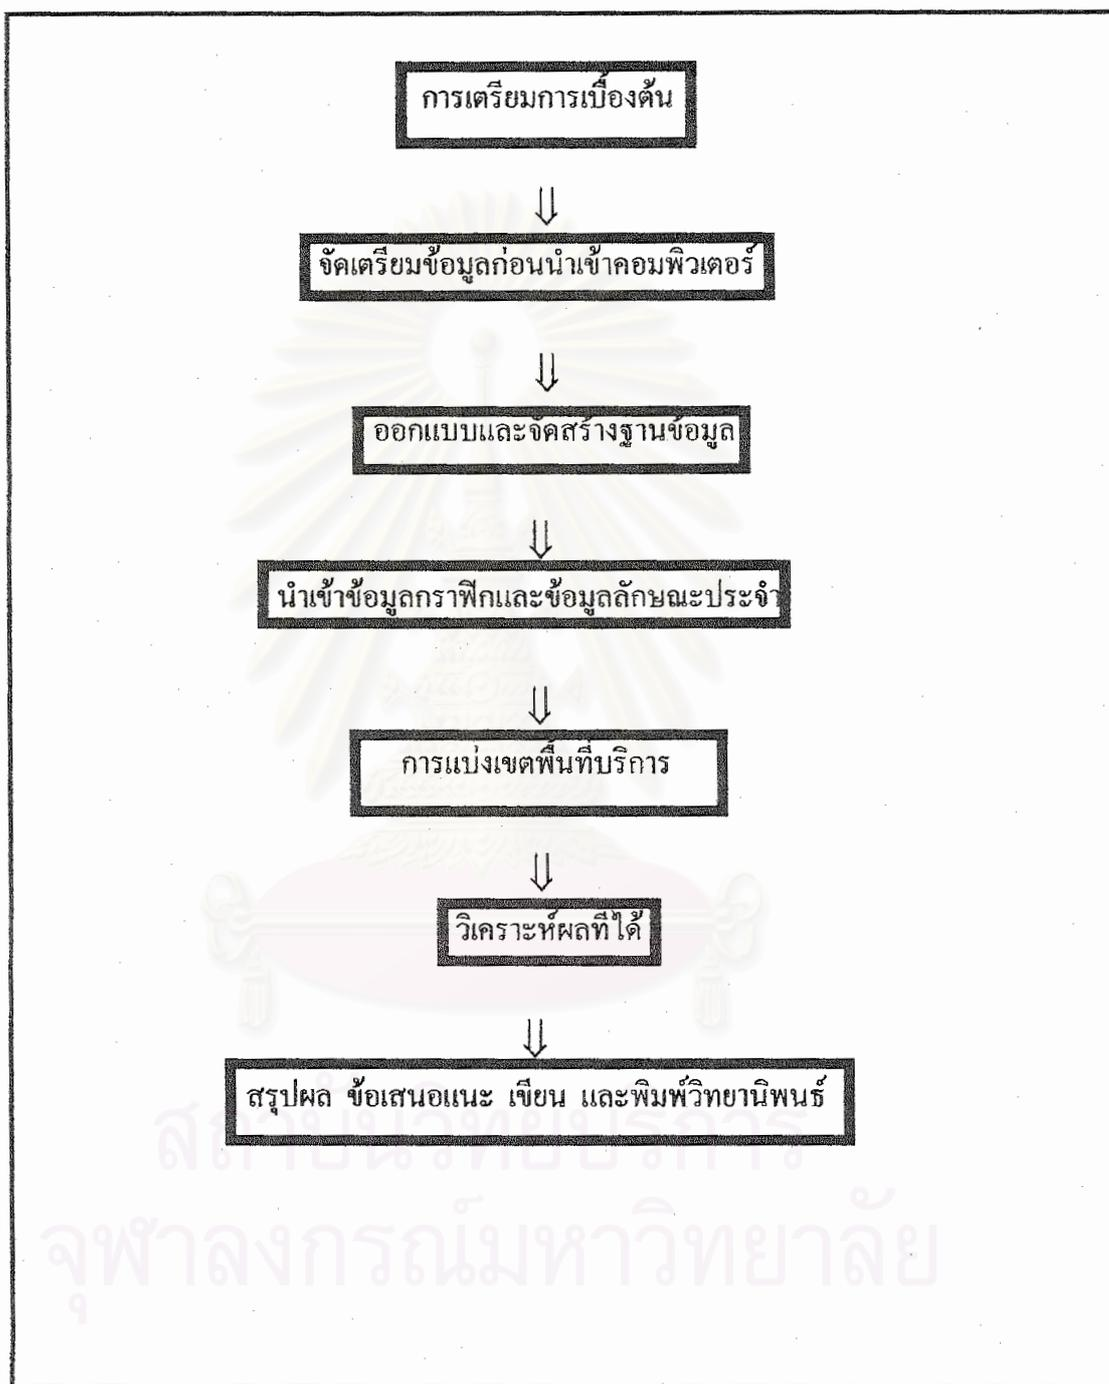 การเตรียมการเบื้องต้น
⇓
จัดเตรียมข้อมูลก่อนนำเข้าคอมพิวเตอร์
⇓
ออกแบบและจัดสร้างฐานข้อมูล
⇓
นำเข้าข้อมูลกราฟิกและข้อมูลลักษณะประจำ
⇓
การแบ่งเขตพื้นที่บริการ
⇓
วิเคราะห์ผลที่ได้
⇓
สรุปผล ข้อเสนอแนะ เขียน และพิมพ์วิทยานิพนธ์
สถาบันวิทยบริการ
จุฬาลงกรณ์มหาวิทยาลัย